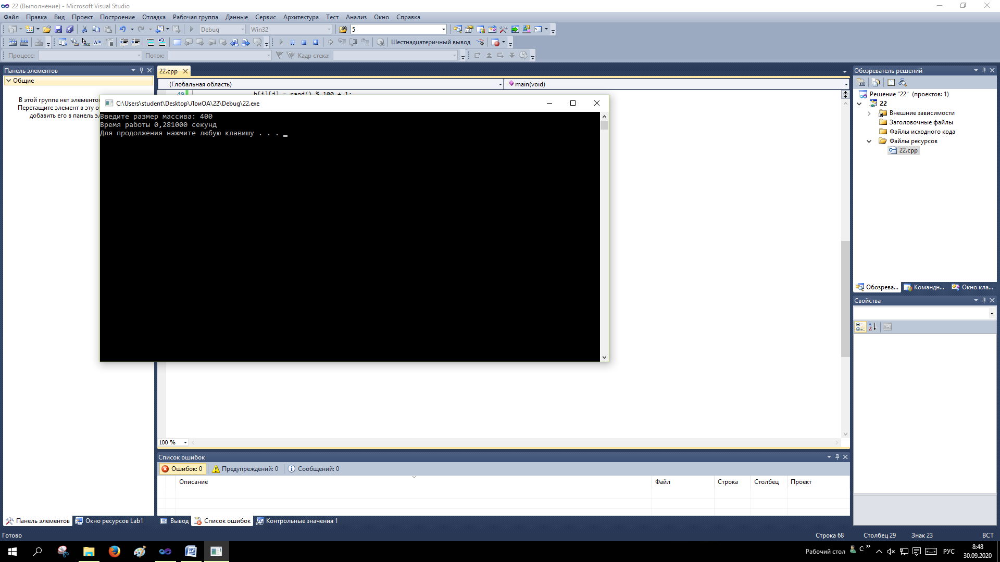 22 (Выполнение) - Microsoft Visual Studio
Файл Правка Вид Проект Построение Отладка Рабочая группа Данные Сервис Архитектура Тест Анализ Окно Справка
Debug Win32 5
Шестнадцатеричный вывод
Процесс: Поток: Кадр стека:
Панель элементов
Общие
В этой группе нет элементо
Перетащите элемент в эту о
добавить его в панель э
22.cpp
(Глобальная область) main(void)
49 b[i][j] = rand() % 100 + 1;
C:\Users\student\Desktop\ЛоиОА\22\Debug\22.exe
Введите размер массива: 400
Время работы 0,281000 секунд
Для продолжения нажмите любую клавишу . . .
100 %
Обозреватель решений
Решение "22" (проектов: 1)
22
Внешние зависимости
Заголовочные файлы
Файлы исходного кода
Файлы ресурсов
22.cpp
Обозрева... Командн... Окно кла...
Свойства
Список ошибок
Ошибок: 0 Предупреждений: 0 Сообщений: 0
Описание Файл Строка Столбец Проект
Панель элементов Окно ресурсов Lab1 Вывод Список ошибок Контрольные значения 1
Готово Строка 68 Столбец 29 Знак 23 ВСТ
Рабочий стол С » РУС 8:48
30.09.2020